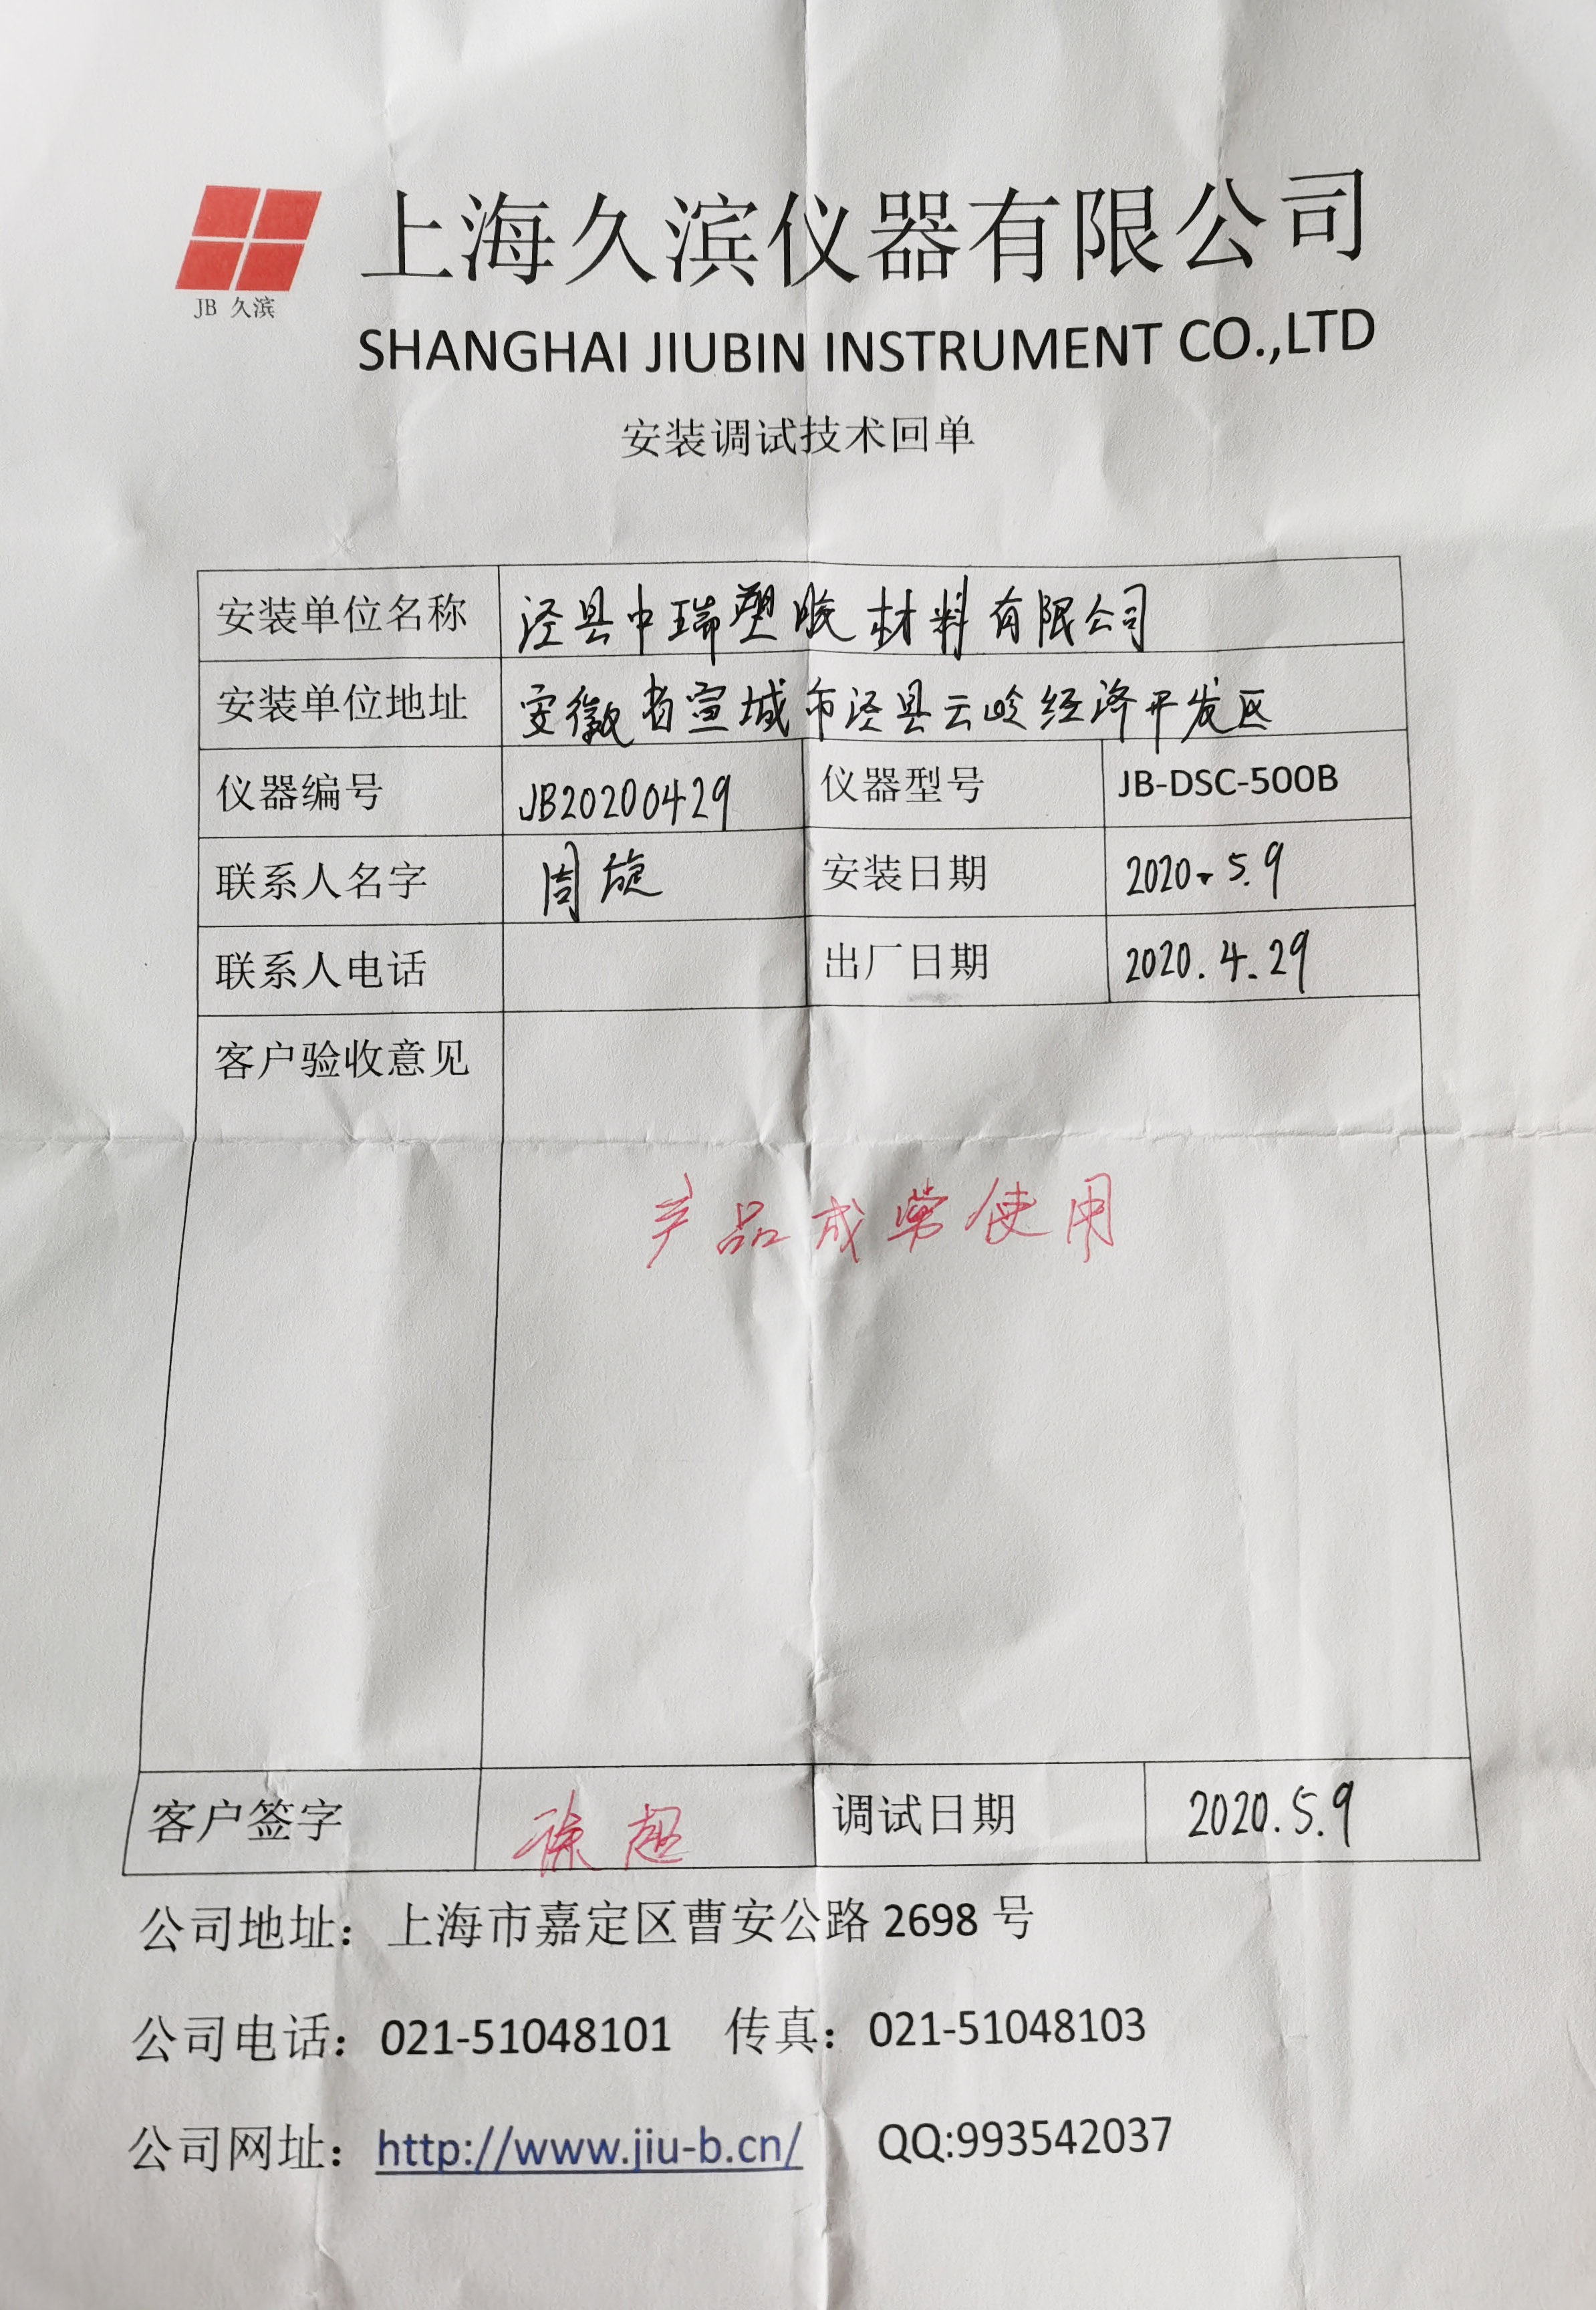 上海久滨仪器有限公司
JB 久滨
SHANGHAI JIUBIN INSTRUMENT CO.,LTD
安装调试技术回单
安装单位名称 泾县中瑞塑胶材料有限公司
安装单位地址 安徽省宣城市泾县云岭经济开发区
仪器编号 JB20200429 仪器型号 JB-DSC-500B
联系人名字 周旋 安装日期 2020.5.9
联系人电话 出厂日期 2020.4.29
客户验收意见
产品成常使用
客户签字 徐超 调试日期 2020.5.9
公司地址：上海市嘉定区曹安公路 2698 号
公司电话：021-51048101 传真：021-51048103
公司网址：http://www.jiu-b.cn/ QQ:993542037